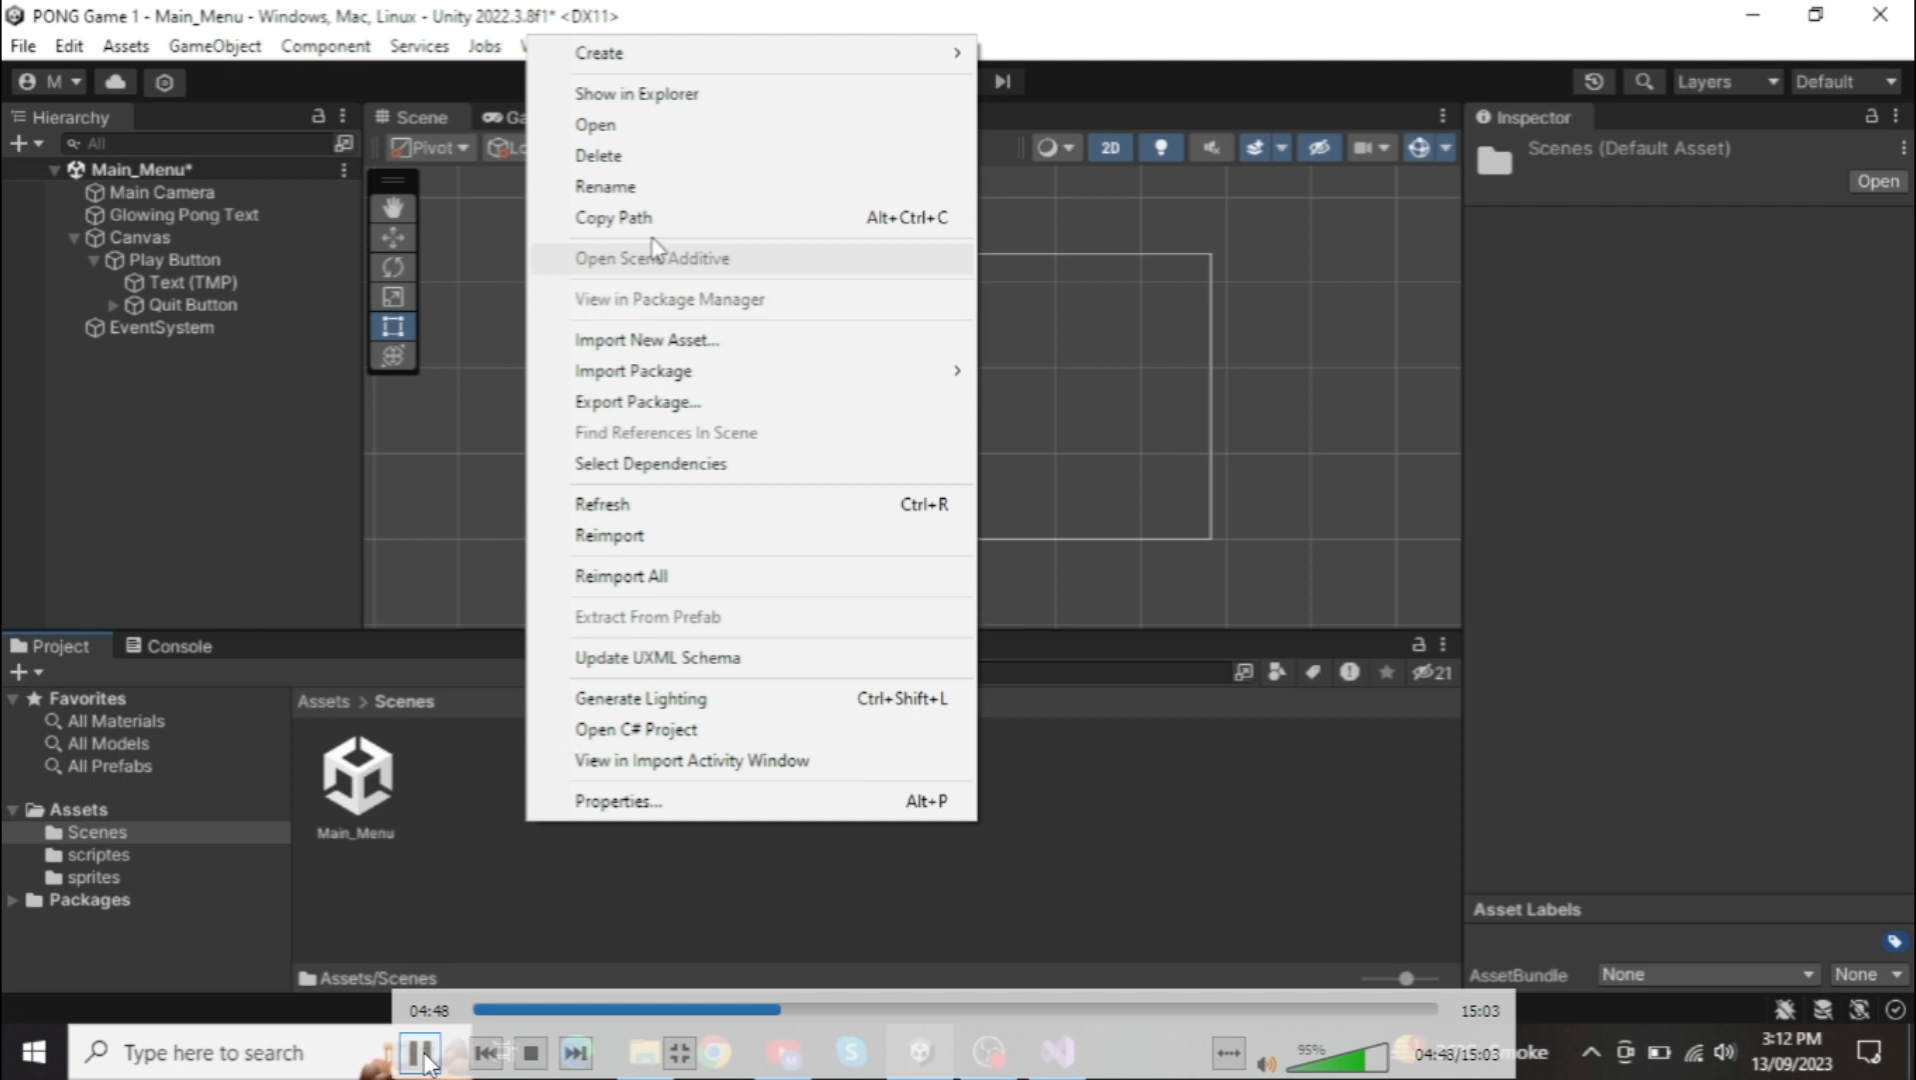 PONG Game 1 - Main_Menu - Windows, Mac, Linux - Unity 2022.3.8f1* <DX11>
File Edit Assets GameObject Component Services Jobs
M
Layers Default
Hierarchy
All
Main_Menu*
Main Camera
Glowing Pong Text
Canvas
Play Button
Text (TMP)
Quit Button
EventSystem
Scene
Pivot
2D
Create
Show in Explorer
Open
Delete
Rename
Copy Path Alt+Ctrl+C
Open Scene Additive
View in Package Manager
Import New Asset...
Import Package
Export Package...
Find References In Scene
Select Dependencies
Refresh Ctrl+R
Reimport
Reimport All
Extract From Prefab
Update UXML Schema
Generate Lighting Ctrl+Shift+L
Open C# Project
View in Import Activity Window
Properties... Alt+P
Inspector
Scenes (Default Asset)
Open
Project Console
21
Favorites
All Materials
All Models
All Prefabs
Assets
Scenes
scriptes
sprites
Packages
Assets > Scenes
Main_Menu
Assets/Scenes
Asset Labels
AssetBundle None None
04:48 15:03
Type here to search
95%
04:48/15:03
3:12 PM
13/09/2023